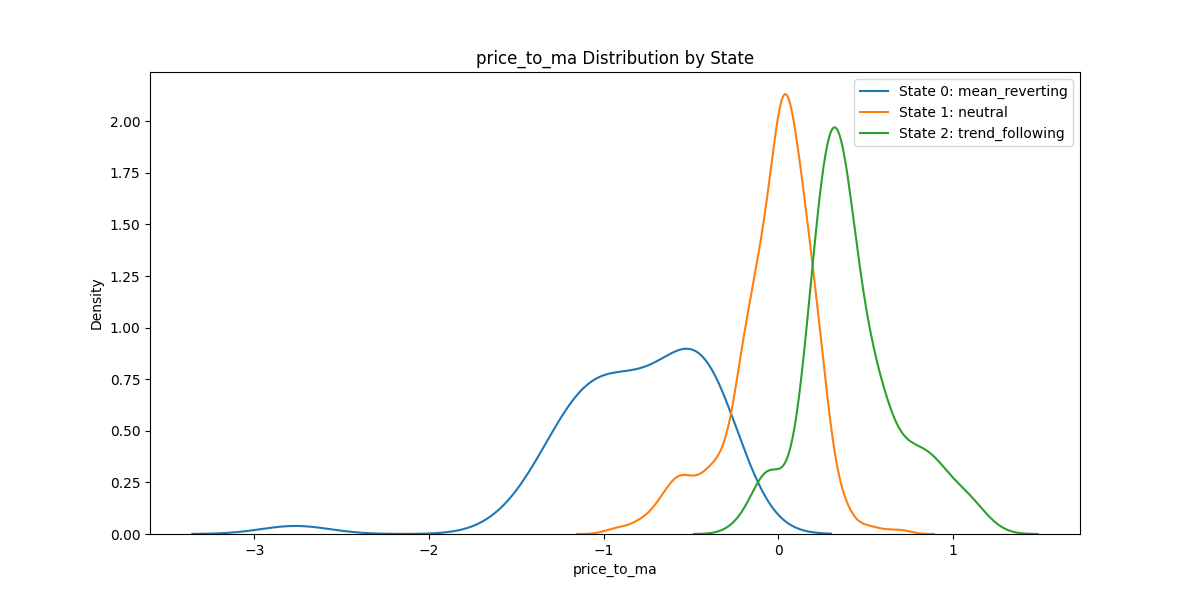 price_to_ma Distribution by State
State 0: mean_reverting
State 1: neutral
State 2: trend_following
Density
2.00
1.75
1.50
1.25
1.00
0.75
0.50
0.25
0.00
−3
−2
−1
0
1
price_to_ma